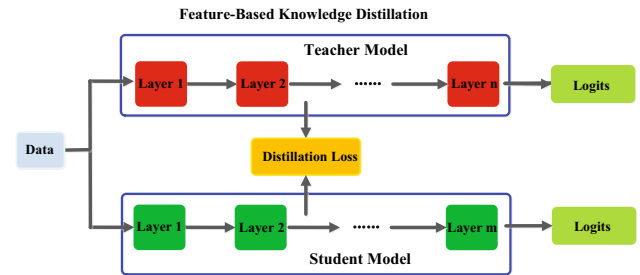 Feature-Based Knowledge Distillation
Teacher Model
Layer 1 Layer 2 ...... Layer n Logits
Data
Distillation Loss
Layer 1 Layer 2 ...... Layer m Logits
Student Model